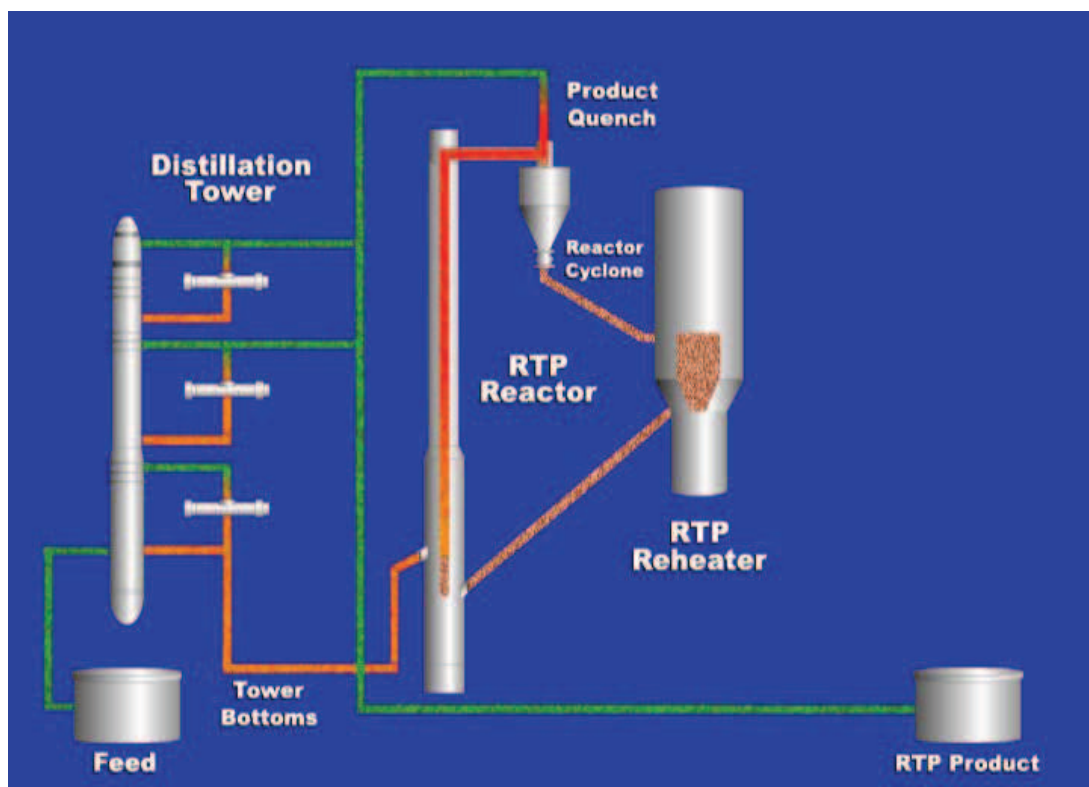 Product
Quench
Distillation
Tower
Reactor
Cyclone
RTP
Reactor
RTP
Reheater
Tower
Bottoms
Feed
RTP Product